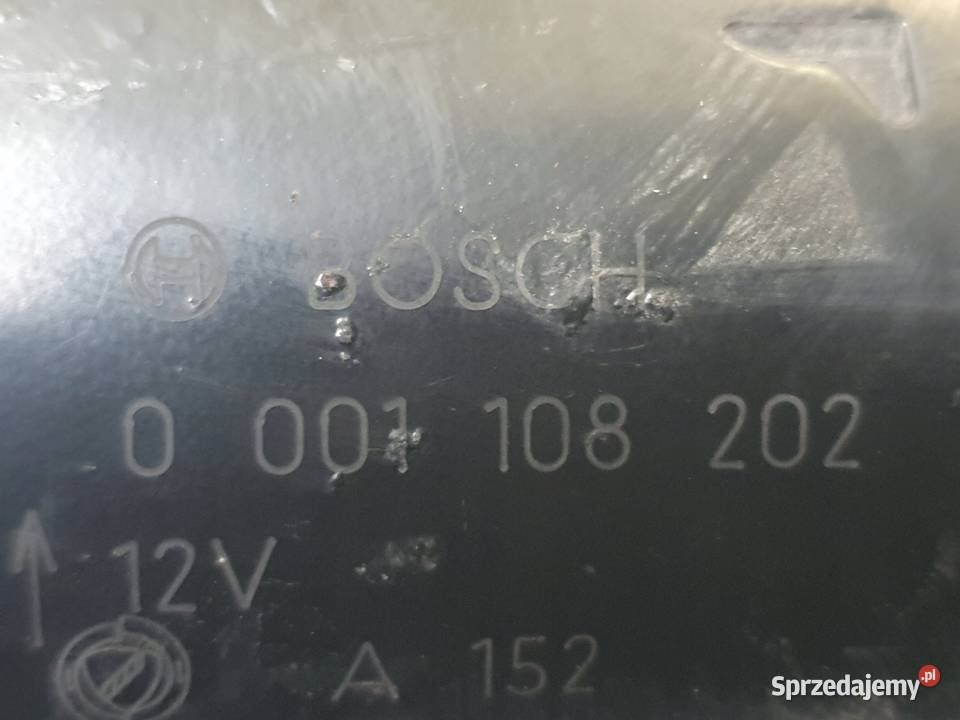 BOSCH
0 001 108 202
12V
A 152
Sprzedajemy.pl